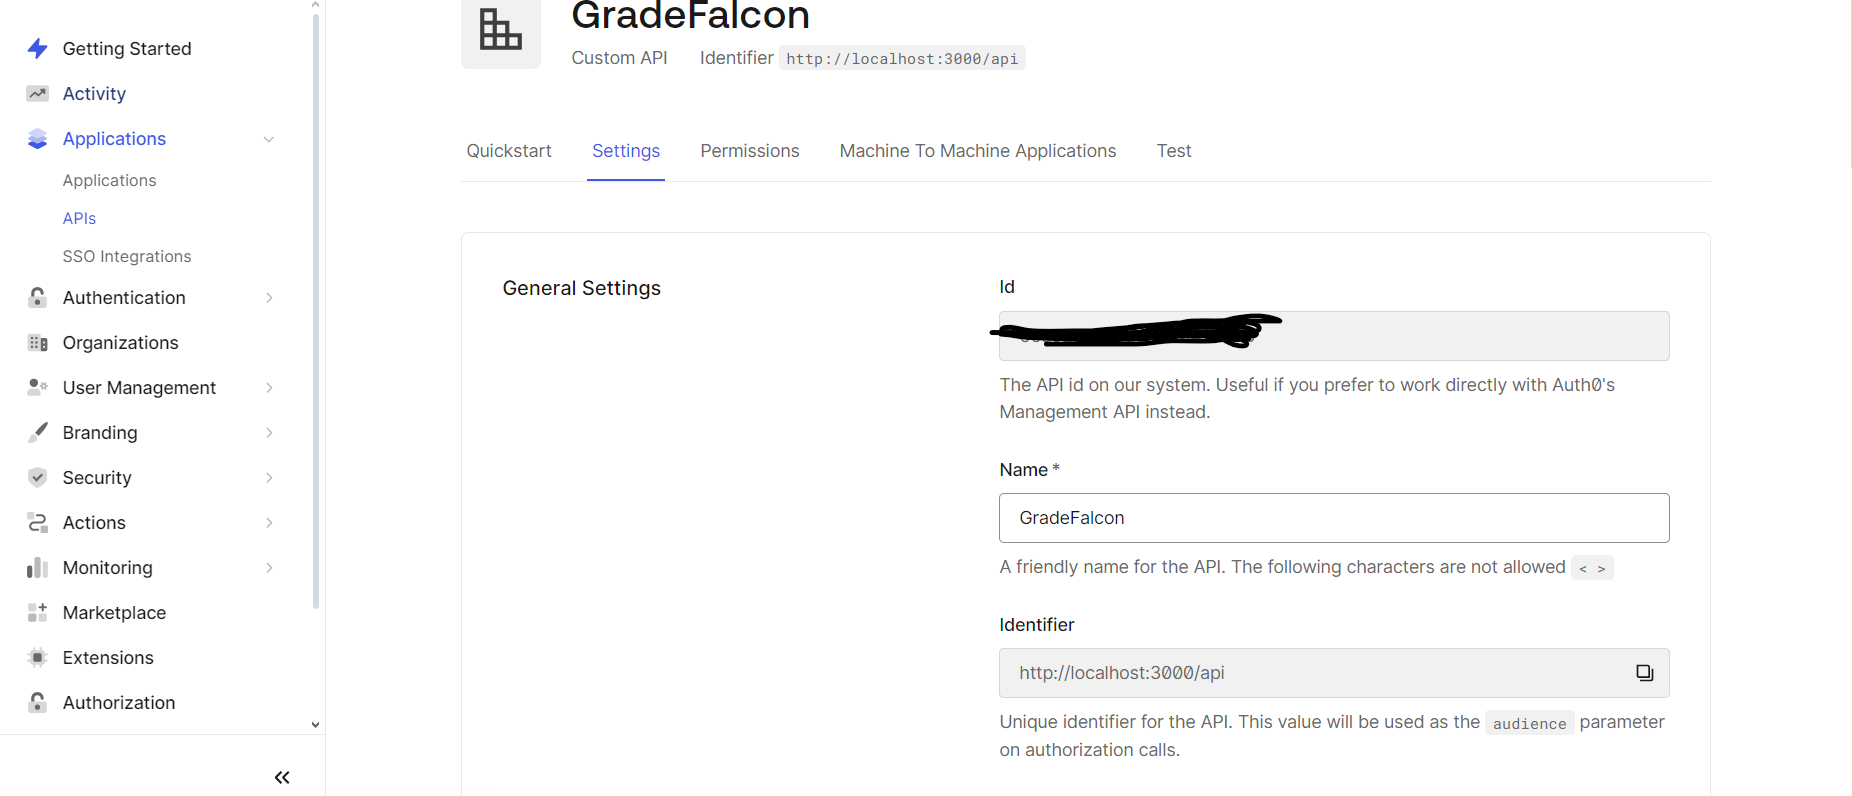 GradeFalcon
Custom API Identifier http://localhost:3000/api
Getting Started
Activity
Applications
Applications
APIs
SSO Integrations
Authentication
Organizations
User Management
Branding
Security
Actions
Monitoring
Marketplace
Extensions
Authorization
Quickstart Settings Permissions Machine To Machine Applications Test
General Settings
Id
The API id on our system. Useful if you prefer to work directly with Auth0's
Management API instead.
Name *
GradeFalcon
A friendly name for the API. The following characters are not allowed < >
Identifier
http://localhost:3000/api
Unique identifier for the API. This value will be used as the audience parameter
on authorization calls.